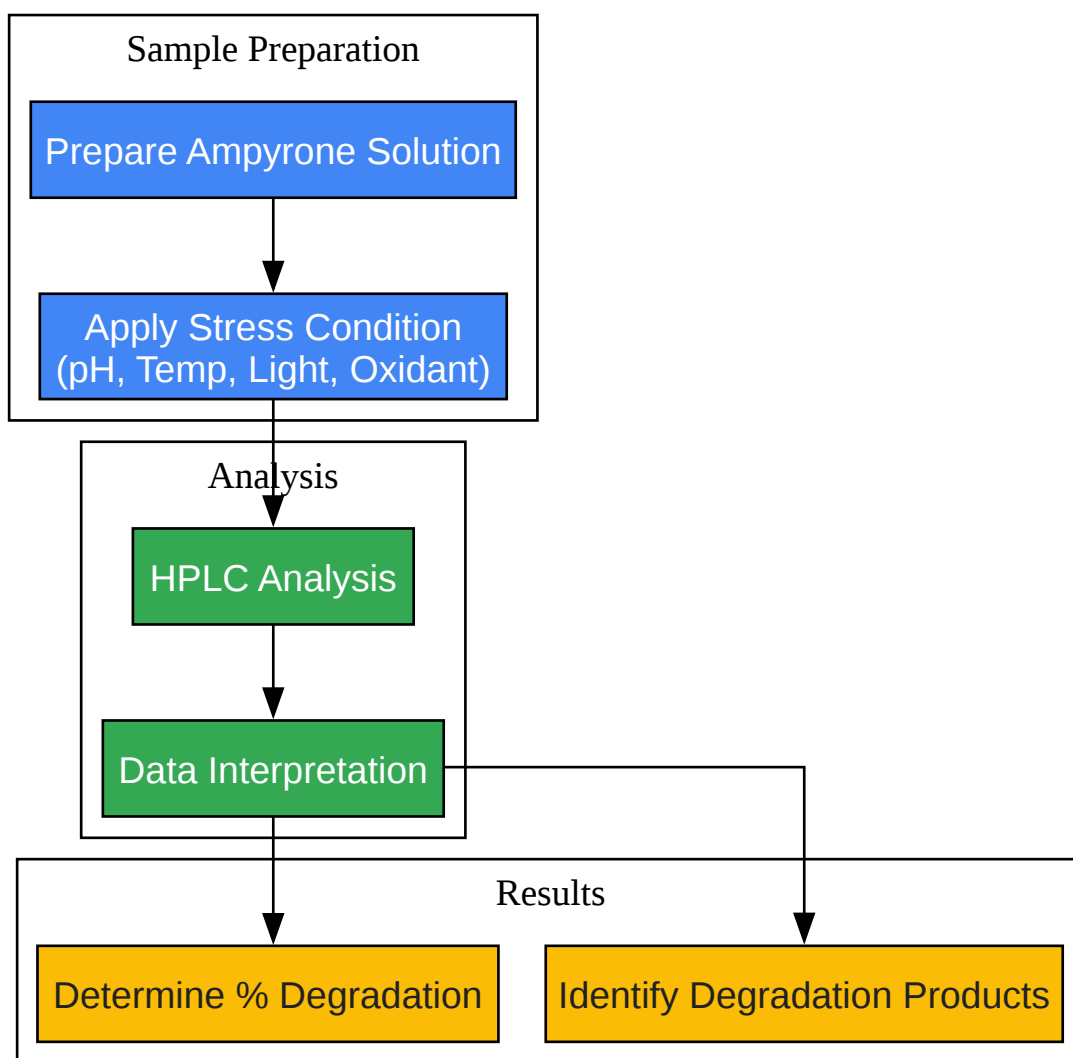 Sample Preparation
Prepare Ampyrone Solution
Apply Stress Condition
(pH, Temp, Light, Oxidant)
Analysis
HPLC Analysis
Data Interpretation
Results
Determine % Degradation
Identify Degradation Products